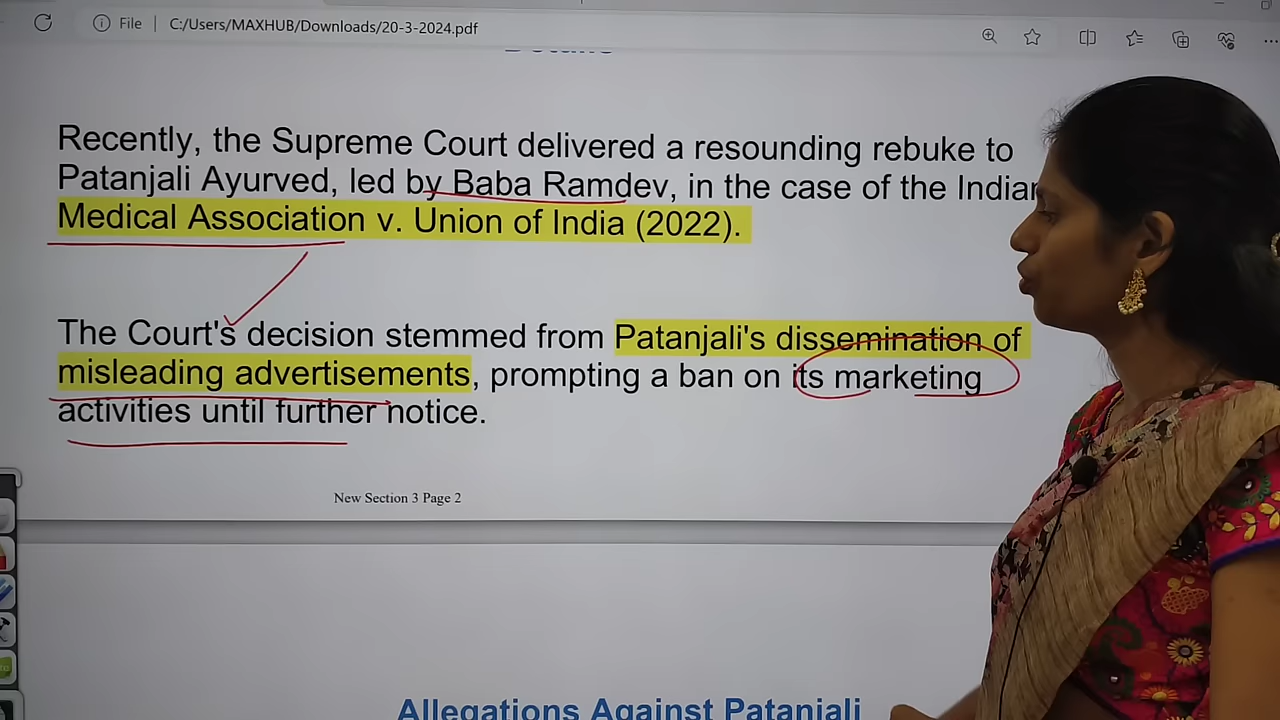 File C:/Users/MAXHUB/Downloads/20-3-2024.pdf
Recently, the Supreme Court delivered a resounding rebuke to
Patanjali Ayurved, led by Baba Ramdev, in the case of the Indian
Medical Association v. Union of India (2022).
The Court's decision stemmed from Patanjali's dissemination of
misleading advertisements, prompting a ban on its marketing
activities until further notice.
New Section 3 Page 2
Allegations Against Patanjali